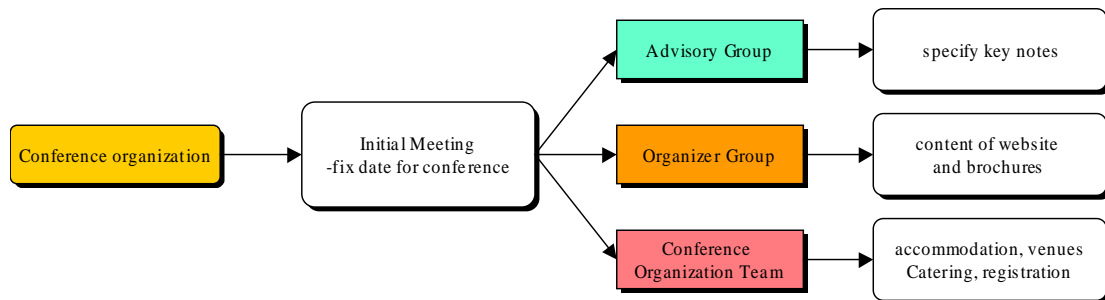 Conference organization
Initial Meeting
-fix date for conference
Advisory Group
specify key notes
Organizer Group
content of website
and brochures
Conference
Organization Team
accommodation, venues
Catering, registration